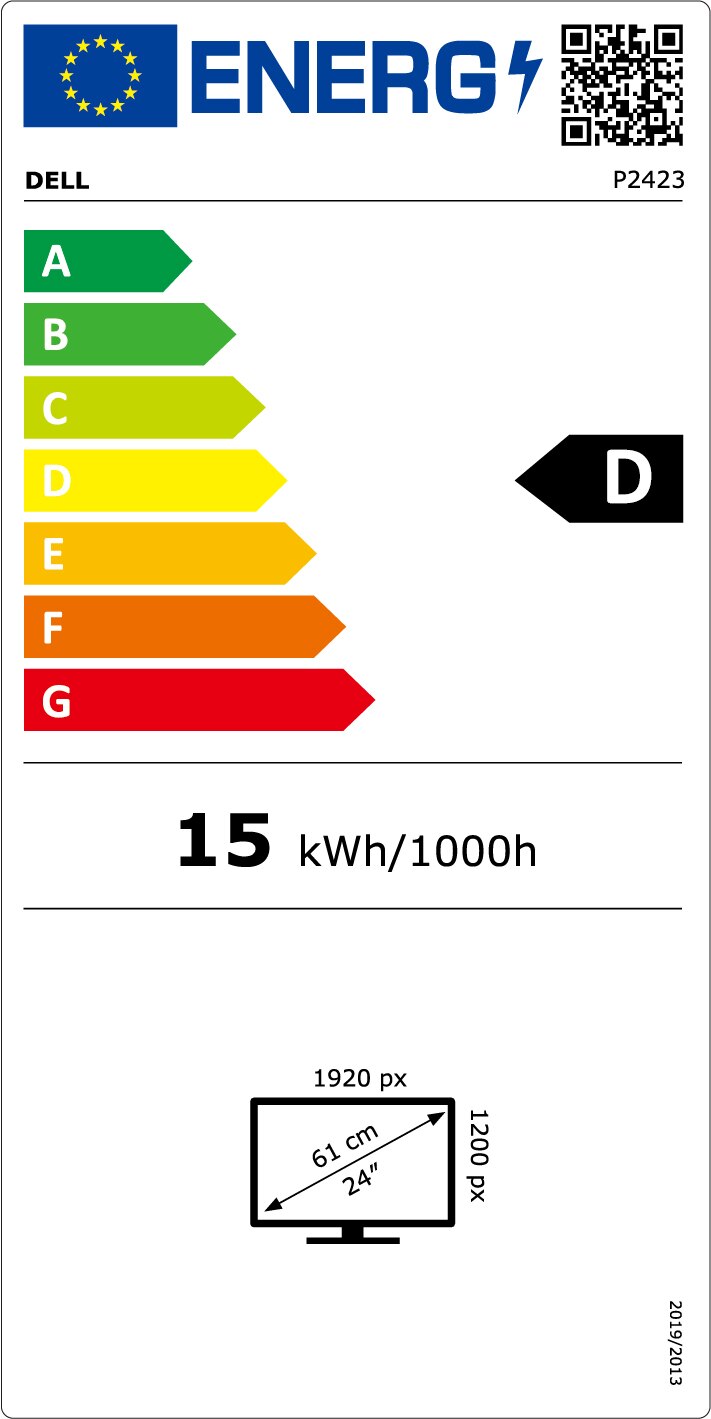 ENERG
DELL
P2423
A
B
C
D
D
E
F
G
15 kWh/1000h
1920 px
1200 px
61 cm
24″
2019/2013